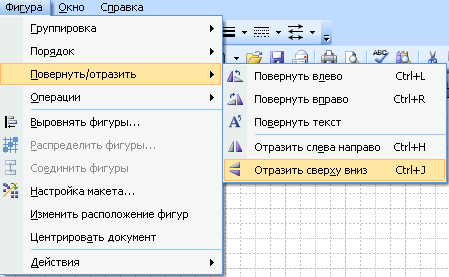 Фигура Окно Справка
Группировка
Порядок
Повернуть/отразить
Операции
Выровнять фигуры...
Распределить фигуры...
Соединить фигуры
Настройка макета...
Изменить расположение фигур
Центрировать документ
Действия
Повернуть влево Ctrl+L
Повернуть вправо Ctrl+R
Повернуть текст
Отразить слева направо Ctrl+H
Отразить сверху вниз Ctrl+J